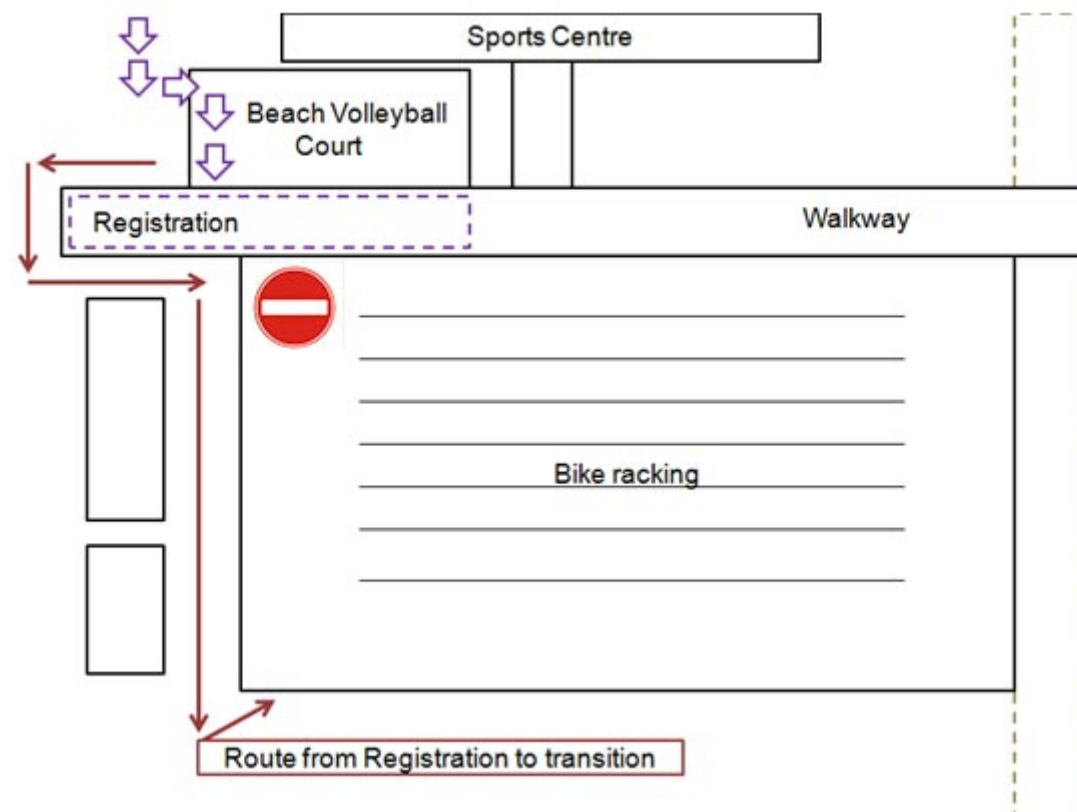 Sports Centre
Beach Volleyball
Court
Registration
Walkway
Bike racking
Route from Registration to transition